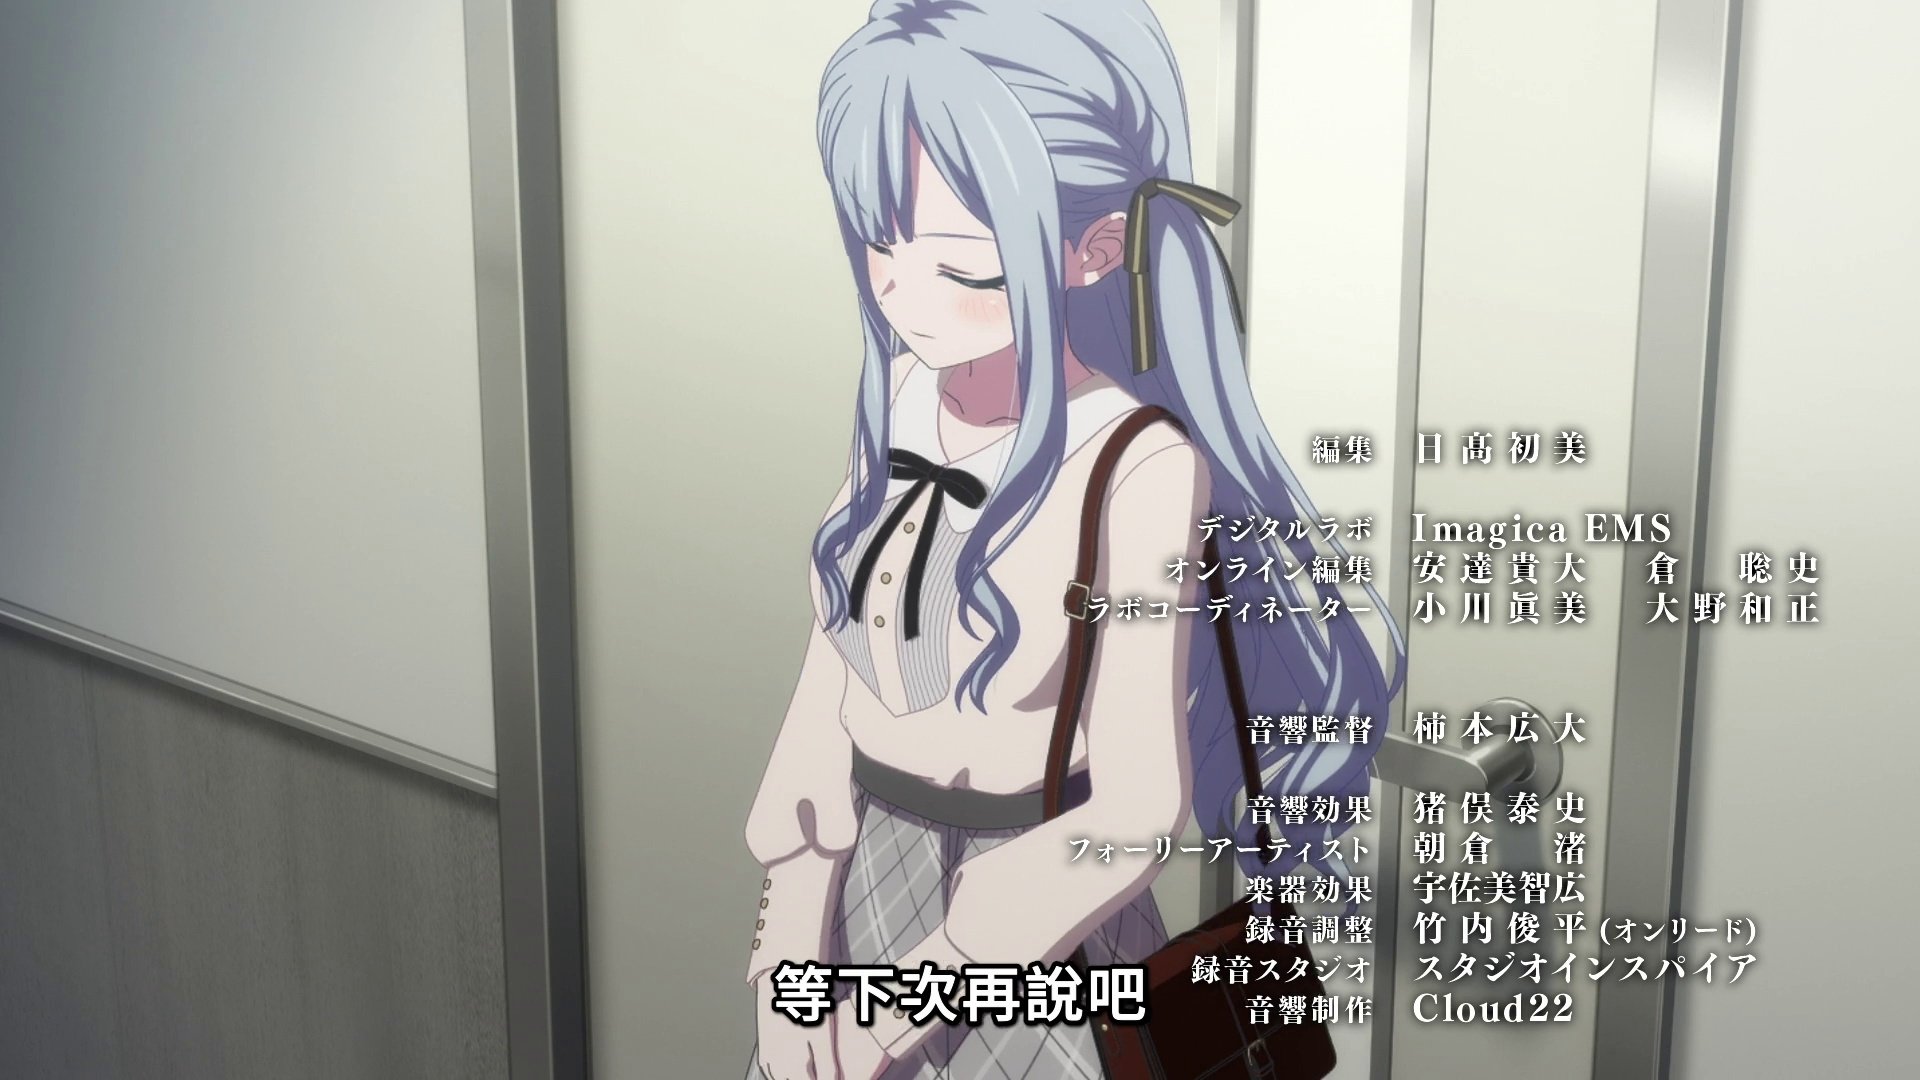 編集 日髙初美
デジタルラボ Imagica EMS
オンライン編集 安達貴大 倉 聡史
ラボコーディネーター 小川眞美 大野和正
音響監督 柿本広大
音響効果 猪俣泰史
フォーリーアーティスト 朝倉 渚
楽器効果 宇佐美智広
録音調整 竹内俊平(オンリード)
録音スタジオ スタジオインスパイア
音響制作 Cloud22
等下次再說吧